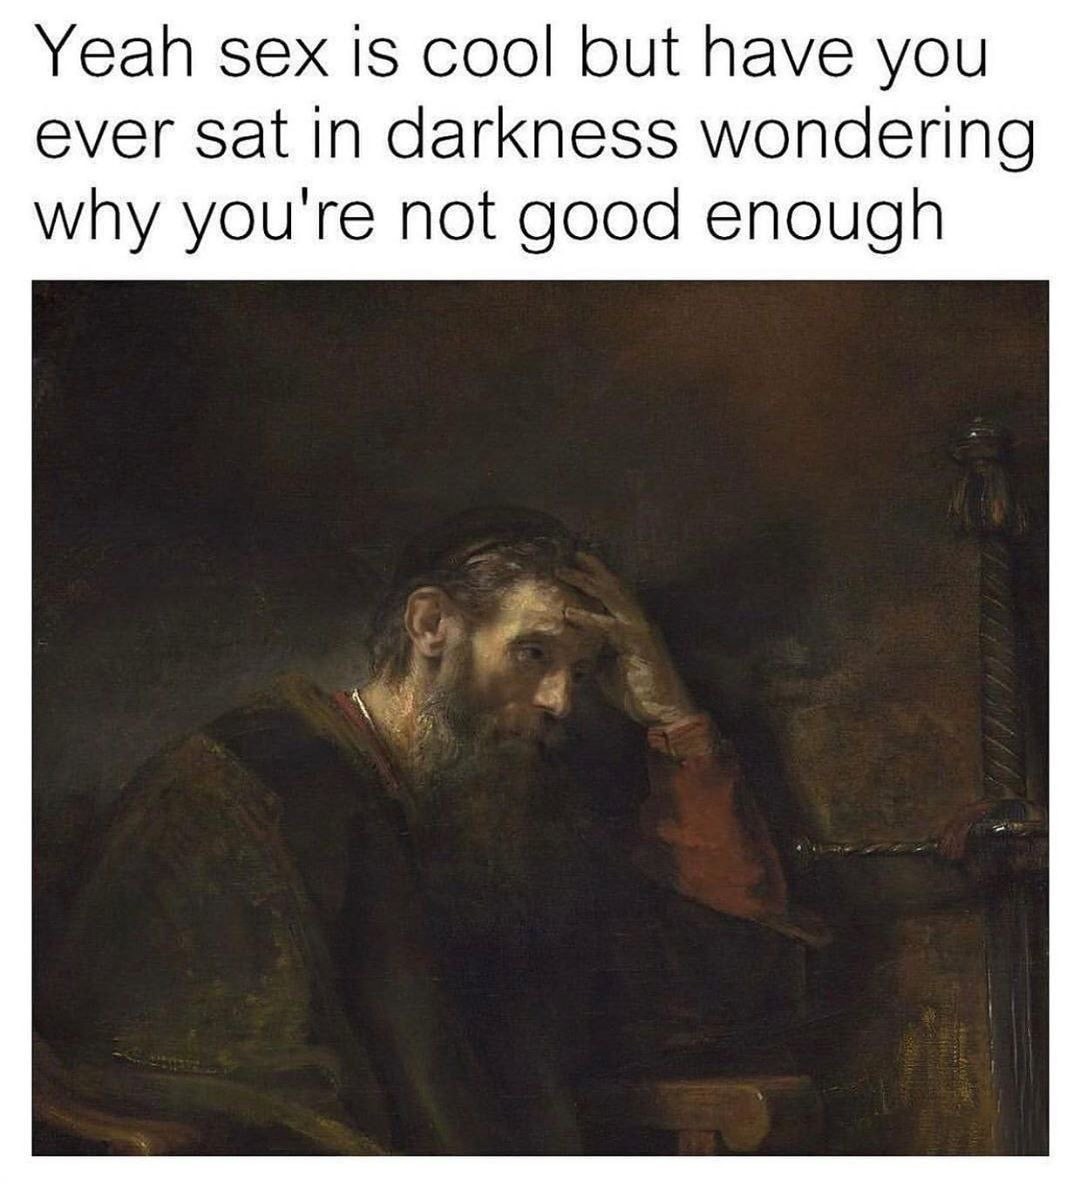 Yeah sex is cool but have you
ever sat in darkness wondering
why you're not good enough